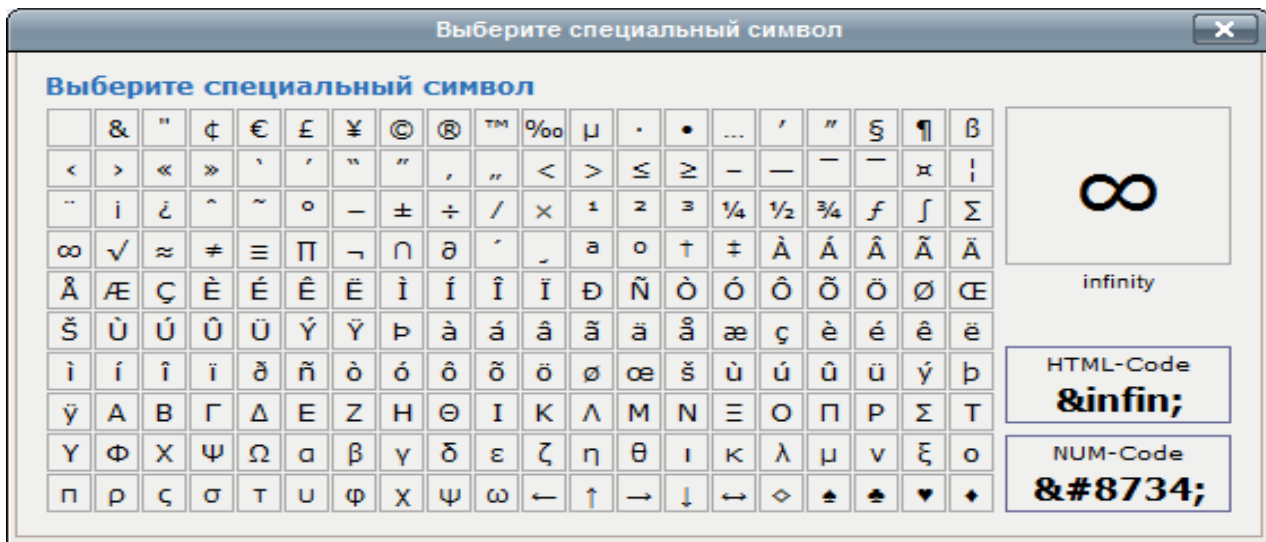 Выберите специальный символ
Выберите специальный символ
& " ¢ € £ ¥ © ® ™ ‰ µ · • … ′ ″ § ¶ ß
‹ › « » ‘ ’ “ ” ‚ „ < > ≤ ≥ – — ¯ ‾ ¤ ¦
¨ ¡ ¿ ˆ ˜ ° − ± ÷ ⁄ × ¹ ² ³ ¼ ½ ¾ ƒ ∫ ∑
∞ √ ≈ ≠ ≡ ∏ ¬ ∩ ∂ ´ ¸ ª º † ‡ À Á Â Ã Ä
Å Æ Ç È É Ê Ë Ì Í Î Ï Ð Ñ Ò Ó Ô Õ Ö Ø Œ
Š Ù Ú Û Ü Ý Ÿ Þ à á â ã ä å æ ç è é ê ë
ì í î ï ð ñ ò ó ô õ ö ø œ š ù ú û ü ý þ
ÿ Α Β Γ Δ Ε Ζ Η Θ Ι Κ Λ Μ Ν Ξ Ο Π Ρ Σ Τ
Υ Φ Χ Ψ Ω α β γ δ ε ζ η θ ι κ λ μ ν ξ ο
π ρ ς σ τ υ φ χ ψ ω ← ↑ → ↓ ↔ ◊ ♠ ♣ ♥ ♦
∞
infinity
HTML-Code
&infin;
NUM-Code
&#8734;